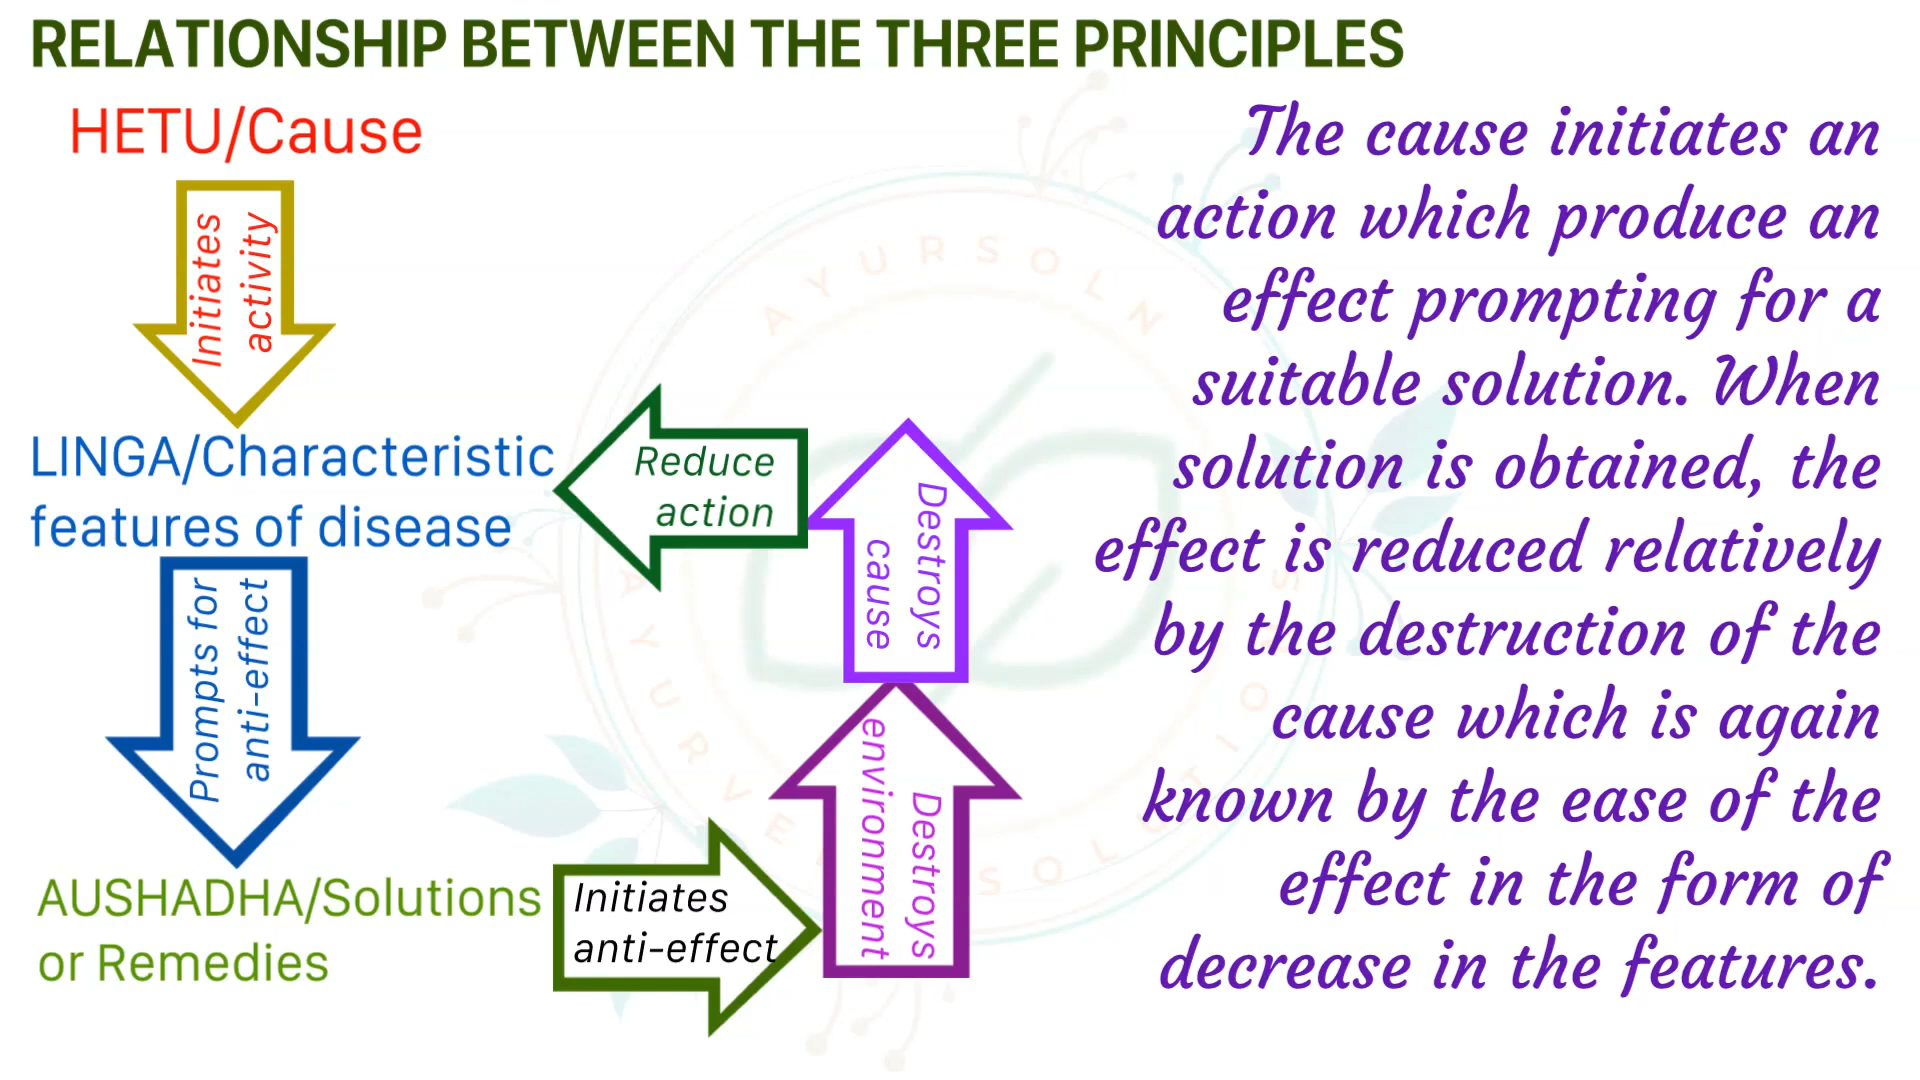 RELATIONSHIP BETWEEN THE THREE PRINCIPLES
HETU/Cause
Initiates
activity
LINGA/Characteristic
features of disease
Prompts for
anti-effect
AUSHADHA/Solutions
or Remedies
Initiates
anti-effect
Destroys
environment
Destroys
cause
Reduce
action
The cause initiates an
action which produce an
effect prompting for a
suitable solution. When
solution is obtained, the
effect is reduced relatively
by the destruction of the
cause which is again
known by the ease of the
effect in the form of
decrease in the features.
AYURSOLN